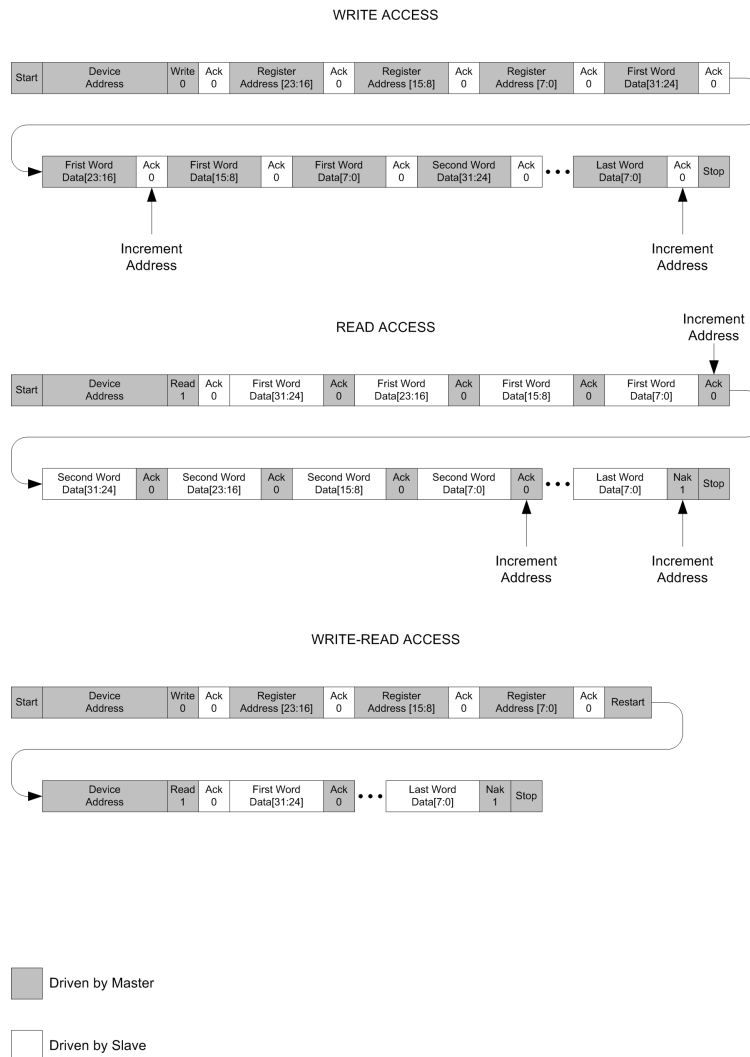 WRITE ACCESS
Start Device Address Write 0 Ack 0 Register Address [23:16] Ack 0 Register Address [15:8] Ack 0 Register Address [7:0] Ack 0 First Word Data[31:24] Ack 0
Frist Word Data[23:16] Ack 0 First Word Data[15:8] Ack 0 First Word Data[7:0] Ack 0 Second Word Data[31:24] Ack 0 ••• Last Word Data[7:0] Ack 0 Stop
Increment Address Increment Address
READ ACCESS
Increment Address
Start Device Address Read 1 Ack 0 First Word Data[31:24] Ack 0 Frist Word Data[23:16] Ack 0 First Word Data[15:8] Ack 0 First Word Data[7:0] Ack 0
Second Word Data[31:24] Ack 0 Second Word Data[23:16] Ack 0 Second Word Data[15:8] Ack 0 Second Word Data[7:0] Ack 0 ••• Last Word Data[7:0] Nak 1 Stop
Increment Address Increment Address
WRITE-READ ACCESS
Start Device Address Write 0 Ack 0 Register Address [23:16] Ack 0 Register Address [15:8] Ack 0 Register Address [7:0] Ack 0 Restart
Device Address Read 1 Ack 0 First Word Data[31:24] Ack 0 ••• Last Word Data[7:0] Nak 1 Stop
Driven by Master
Driven by Slave